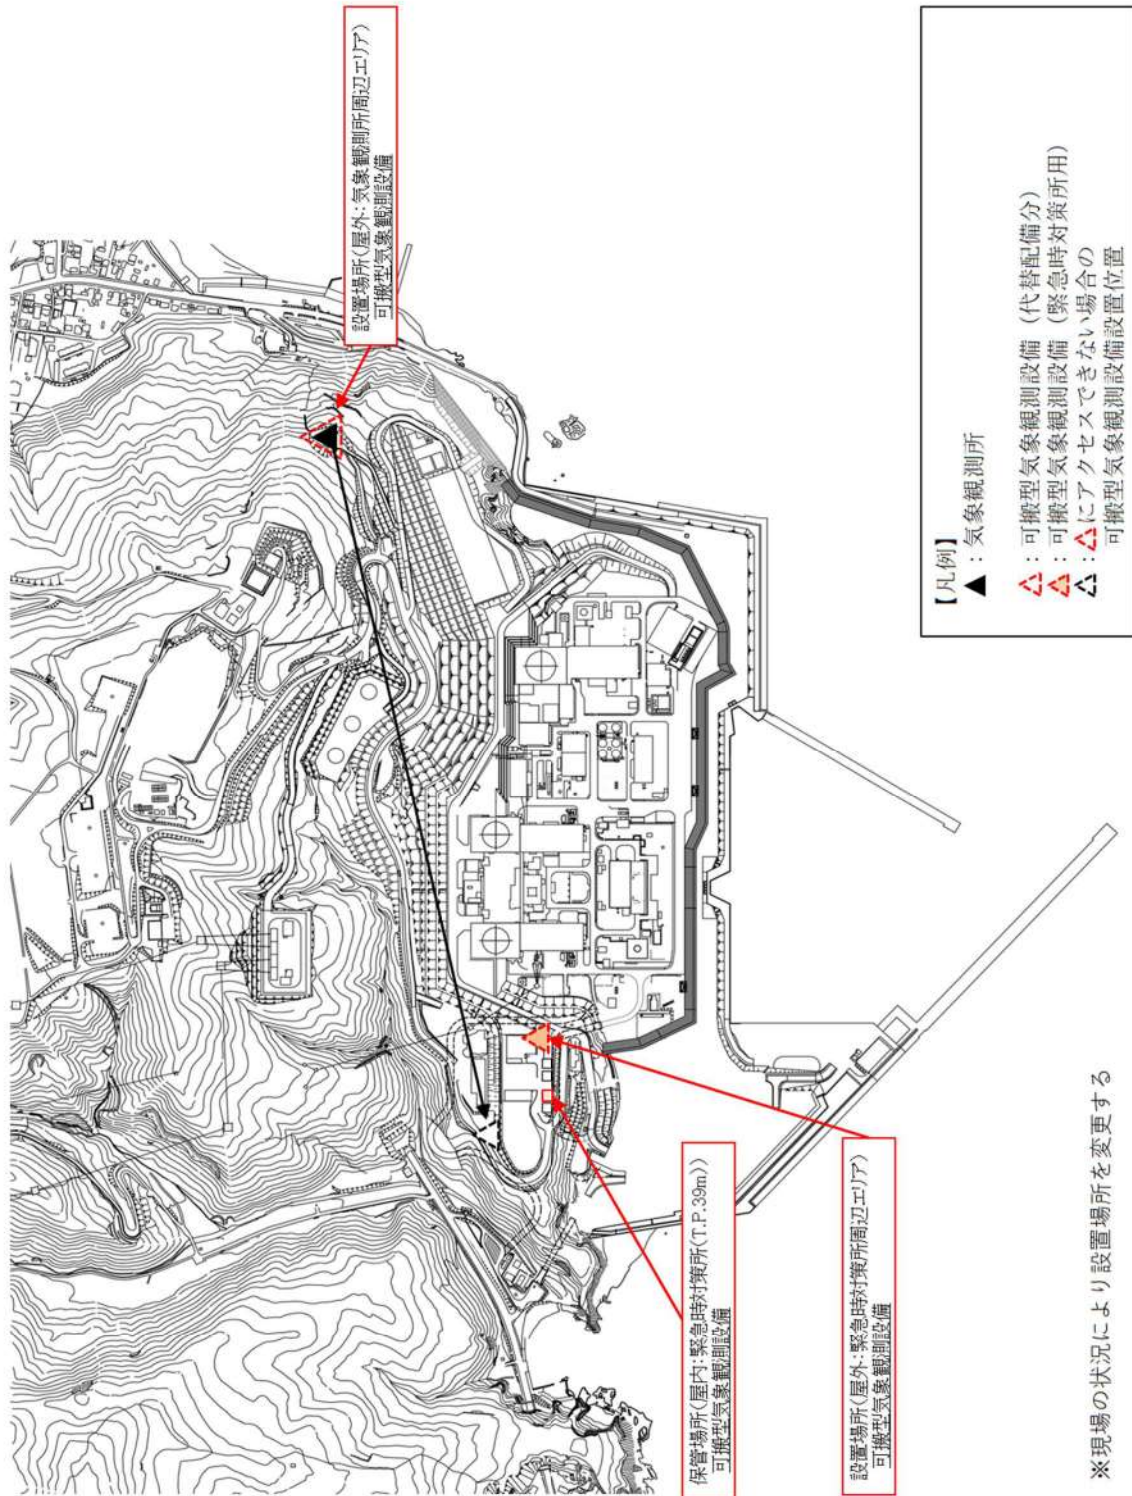 設置場所(屋外：気象観測所周辺エリア)
可搬型気象観測設備
保管場所(屋内：緊急時対策所(T.P.39m))
可搬型気象観測設備
設置場所(屋外：緊急時対策所周辺エリア)
可搬型気象観測設備
【凡例】
▲：気象観測所
△：可搬型気象観測設備（代替配備分）
△：可搬型気象観測設備（緊急時対策所用）
△：△にアクセスできない場合の
可搬型気象観測設備設置位置
※現場の状況により設置場所を変更する